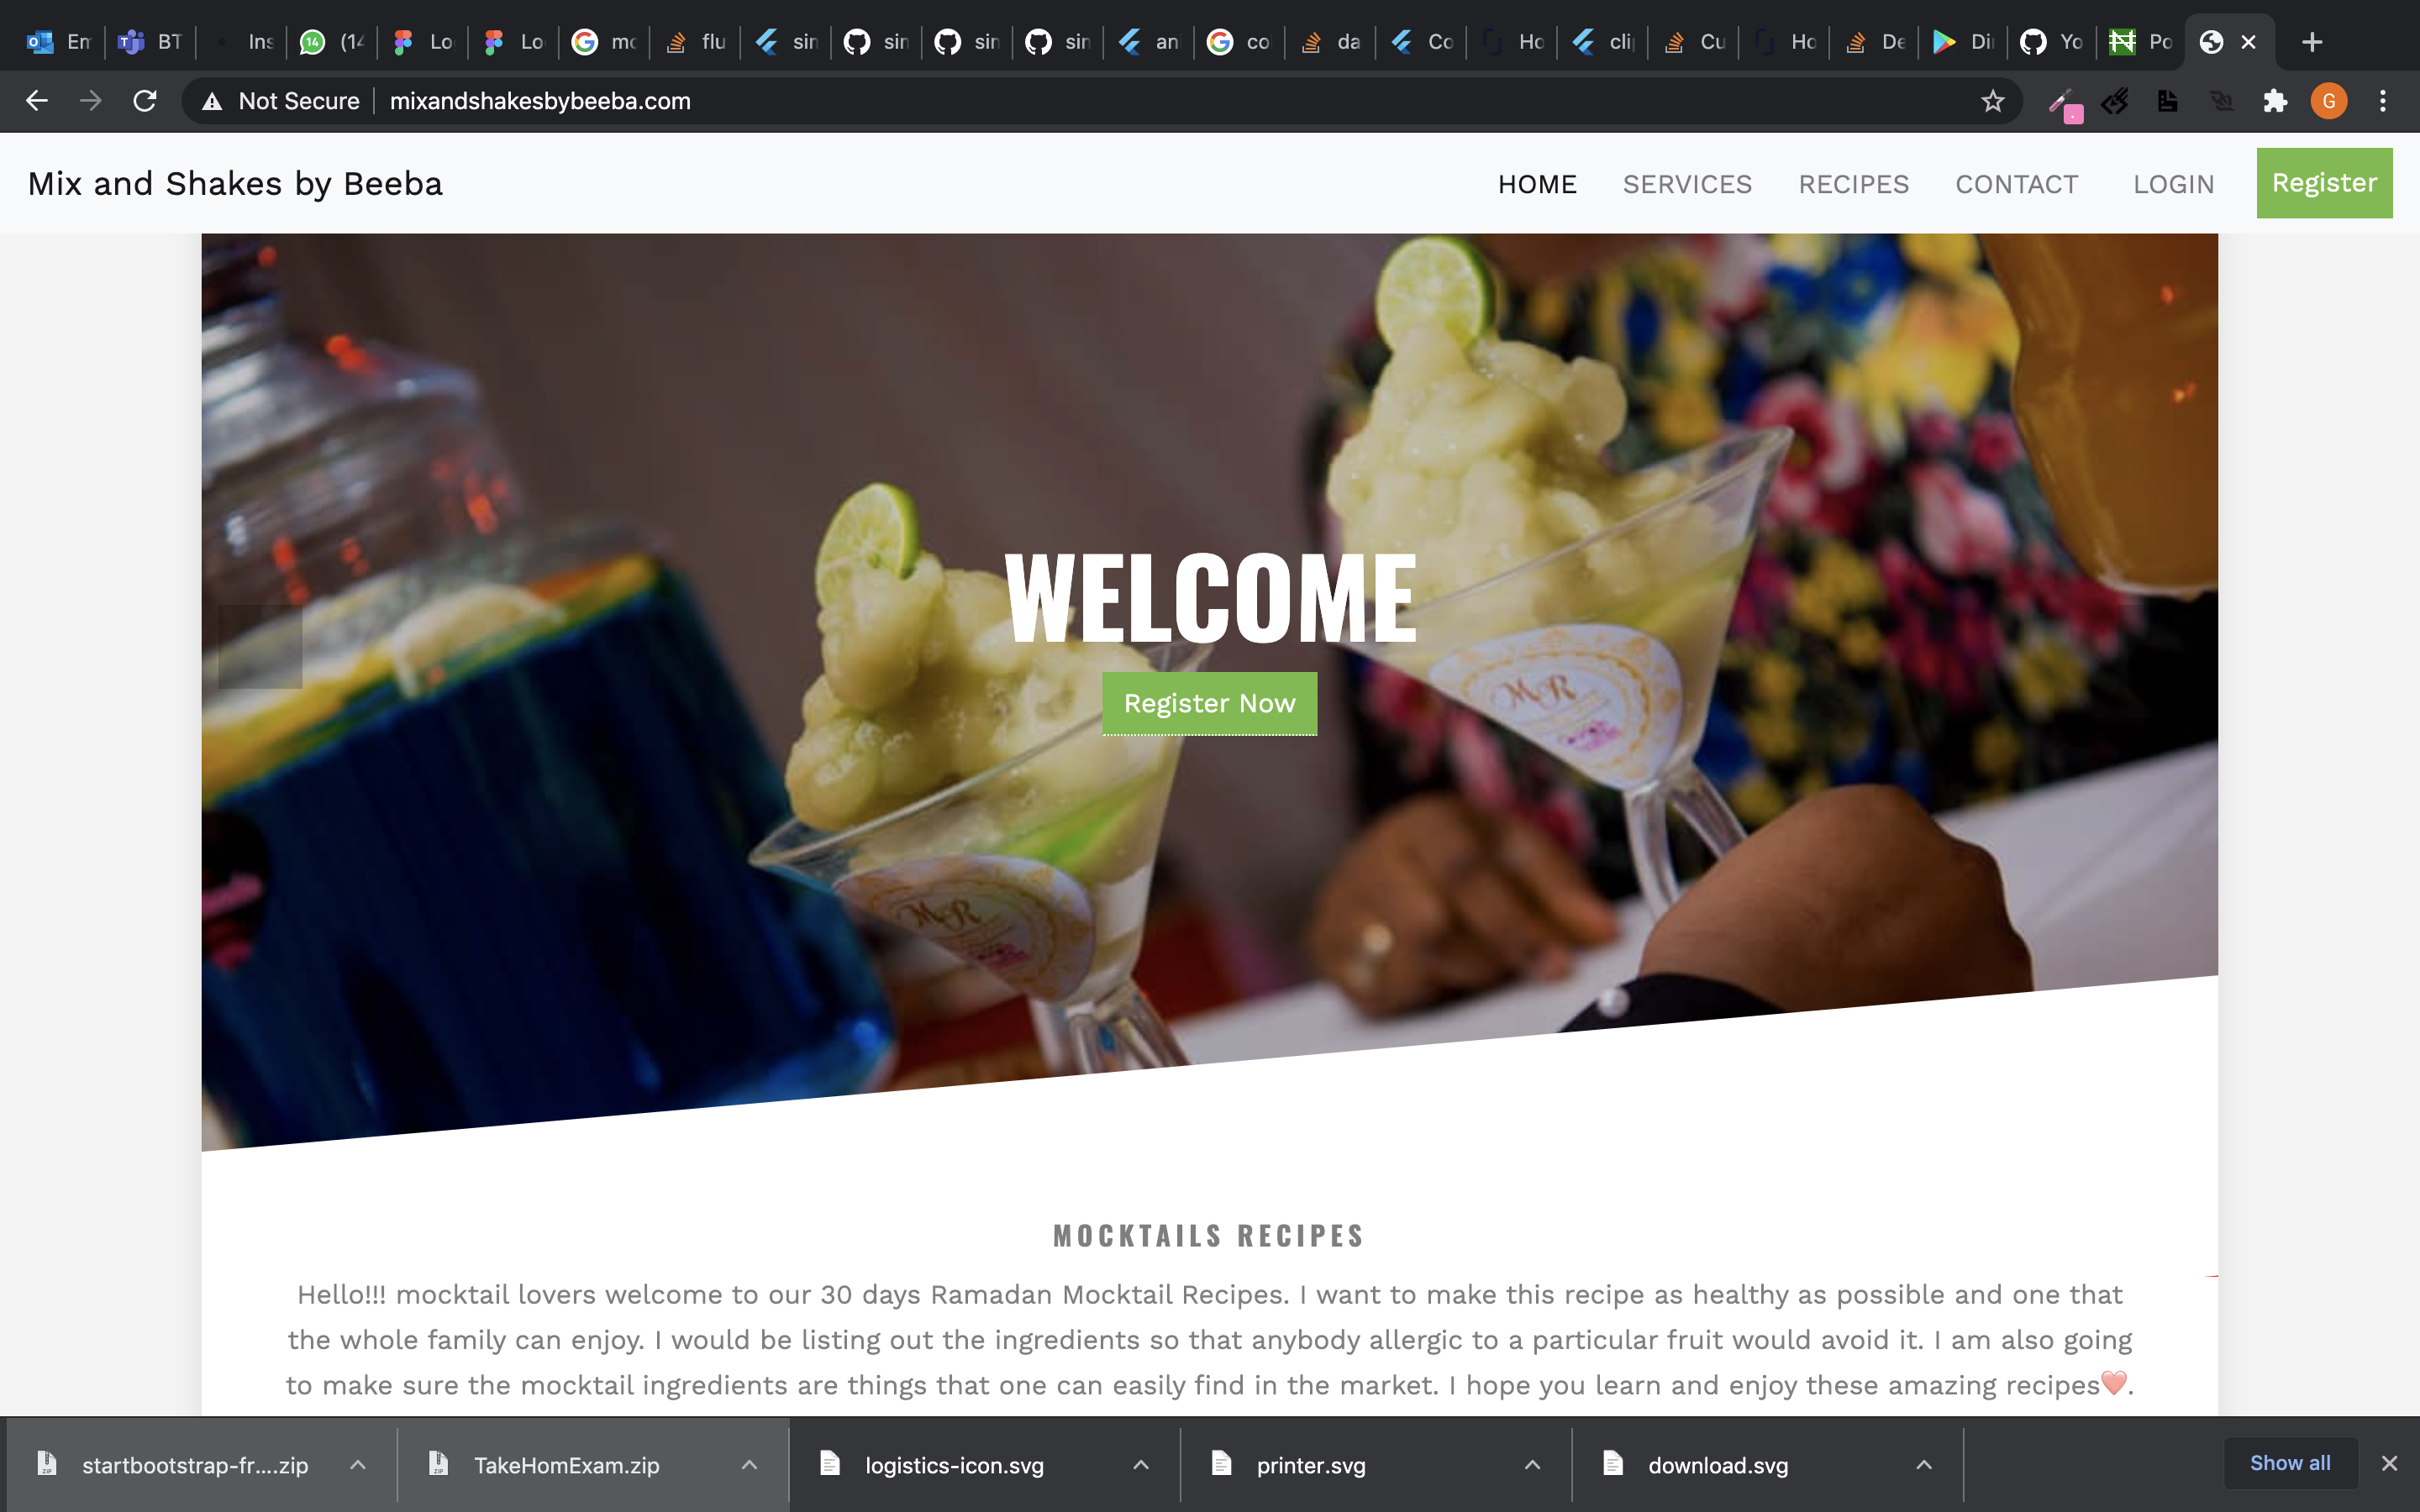 Em
BT
Ins
14
(14
Lo
Lo
mc
flu
sin
sin
sin
sin
an
co
da
Co
Ho
cli
Cu
Ho
De
Di
Yo
Po
Not Secure
mixandshakesbybeeba.com
G
Mix and Shakes by Beeba
HOME
SERVICES
RECIPES
CONTACT
LOGIN
Register
WELCOME
Register Now
MR
MR
MOCKTAILS RECIPES
Hello!!! mocktail lovers welcome to our 30 days Ramadan Mocktail Recipes. I want to make this recipe as healthy as possible and one that
the whole family can enjoy. I would be listing out the ingredients so that anybody allergic to a particular fruit would avoid it. I am also going
to make sure the mocktail ingredients are things that one can easily find in the market. I hope you learn and enjoy these amazing recipes❤️.
startbootstrap-fr....zip
TakeHomExam.zip
logistics-icon.svg
printer.svg
download.svg
Show all